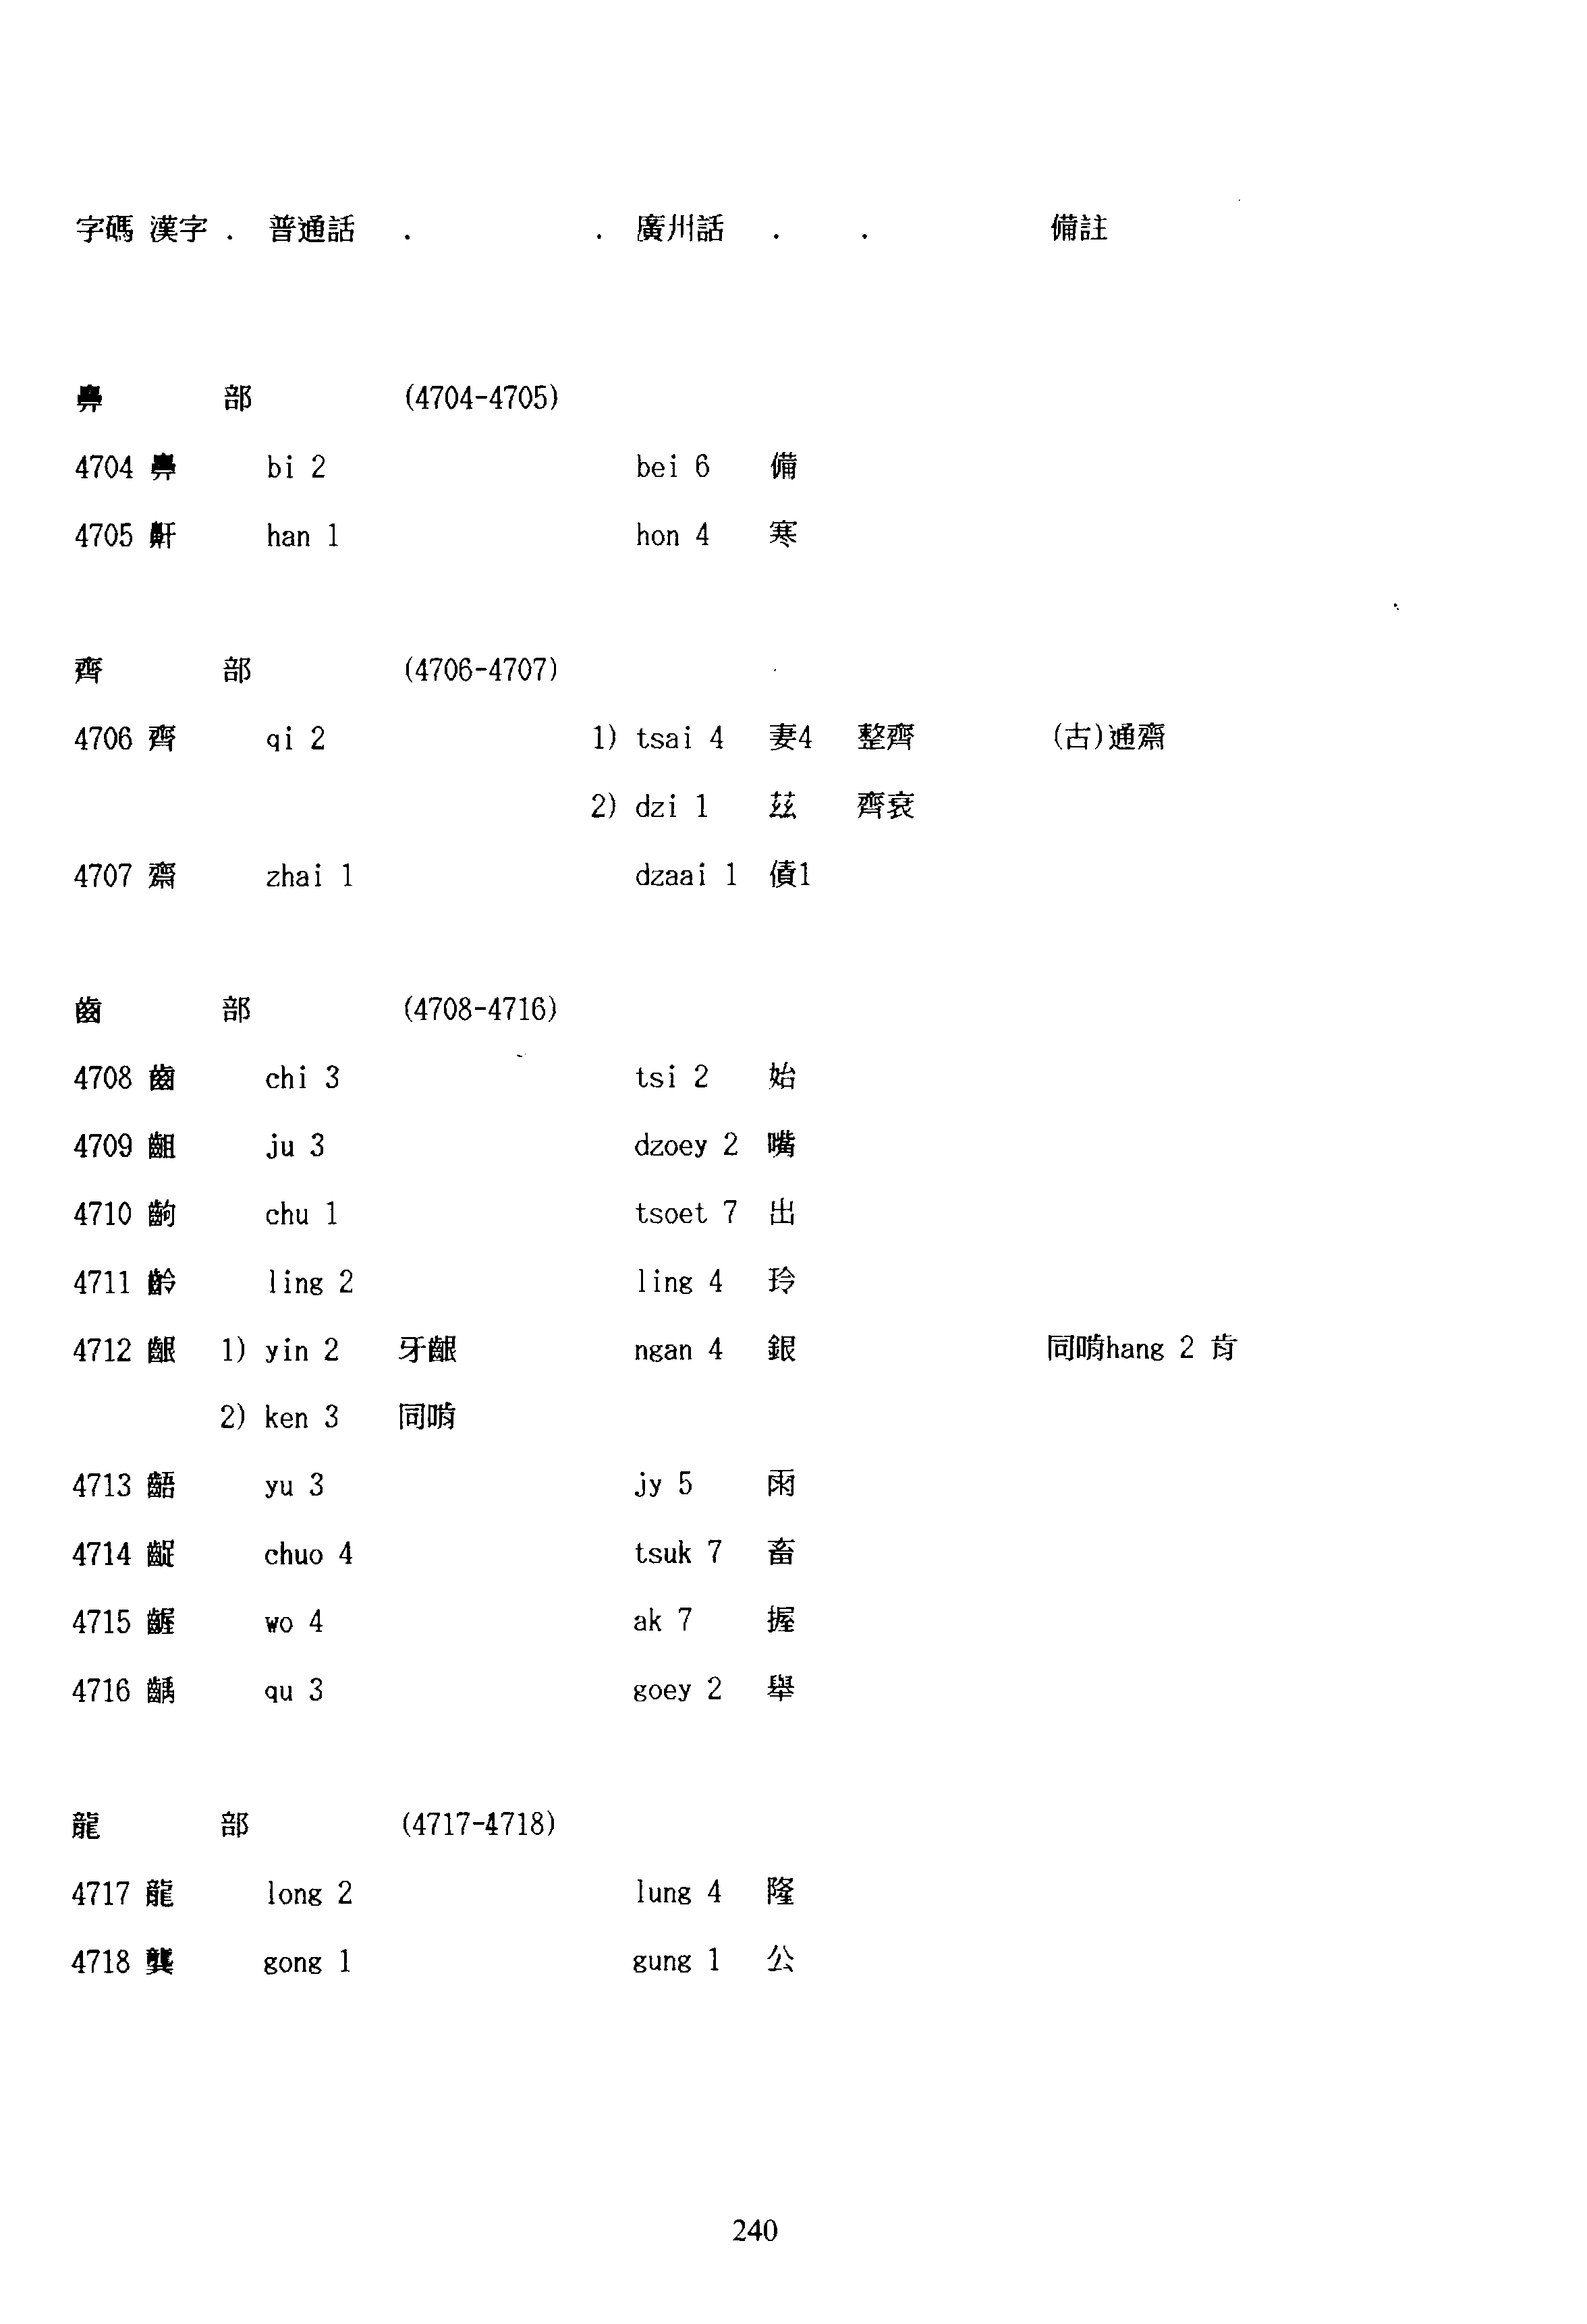 字碼 漢字 . 普通話 . . 廣州話 . . 備註
鼻 部 (4704-4705)
4704 鼻 bi 2 bei 6 備
4705 鼾 han 1 hon 4 寒
齊 部 (4706-4707)
4706 齊 qi 2 1) tsai 4 妻4 整齊 (古)通齋
2) dzi 1 茲 齊衰
4707 齋 zhai 1 dzaai 1 債1
齒 部 (4708-4716)
4708 齒 chi 3 tsi 2 始
4709 齟 ju 3 dzoey 2 嘴
4710 齣 chu 1 tsoet 7 出
4711 齡 ling 2 ling 4 玲
4712 齦 1) yin 2 牙齦 ngan 4 銀 同啃hang 2 肯
2) ken 3 同啃
4713 齬 yu 3 jy 5 雨
4714 齪 chuo 4 tsuk 7 畜
4715 齷 wo 4 ak 7 握
4716 齲 qu 3 goey 2 舉
龍 部 (4717-4718)
4717 龍 long 2 lung 4 隆
4718 龔 gong 1 gung 1 公
240